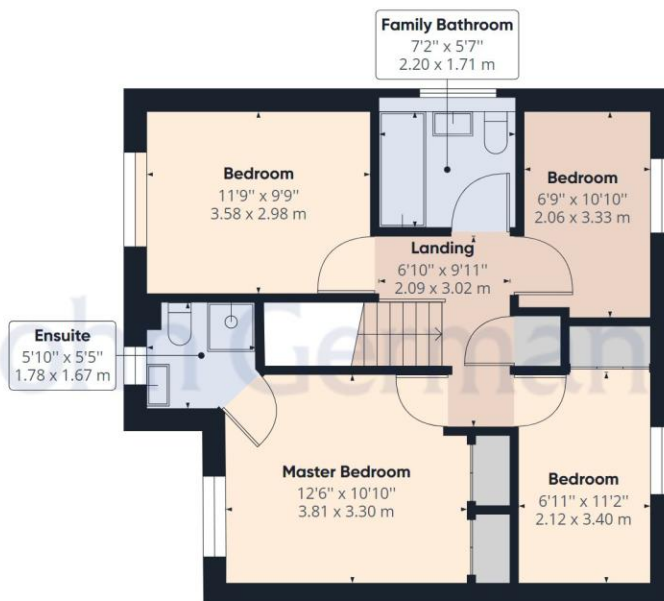 Family Bathroom
7'2" x 5'7"
2.20 x 1.71 m
Bedroom
11'9" x 9'9"
3.58 x 2.98 m
Bedroom
6'9" x 10'10"
2.06 x 3.33 m
Landing
6'10" x 9'11"
2.09 x 3.02 m
Ensuite
5'10" x 5'5"
1.78 x 1.67 m
John German
Master Bedroom
12'6" x 10'10"
3.81 x 3.30 m
Bedroom
6'11" x 11'2"
2.12 x 3.40 m